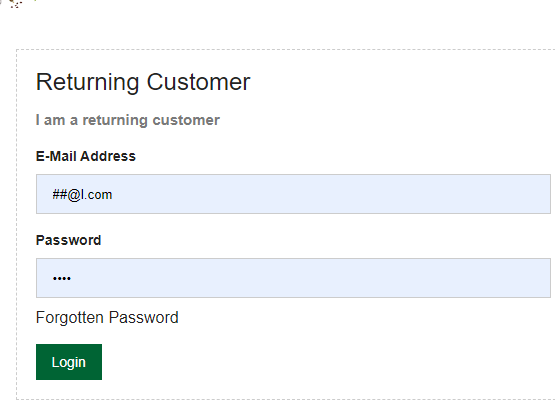 Returning Customer
I am a returning customer
E-Mail Address
##@l.com
Password
••••
Forgotten Password
Login